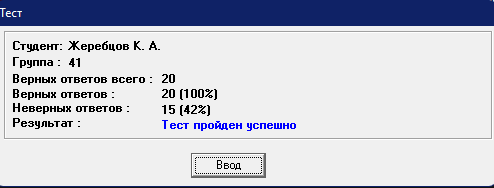 Тест
Студент: Жеребцов К. А.
Группа : 41
Верных ответов всего : 20
Верных ответов : 20 (100%)
Неверных ответов : 15 (42%)
Результат : Тест пройден успешно
Ввод